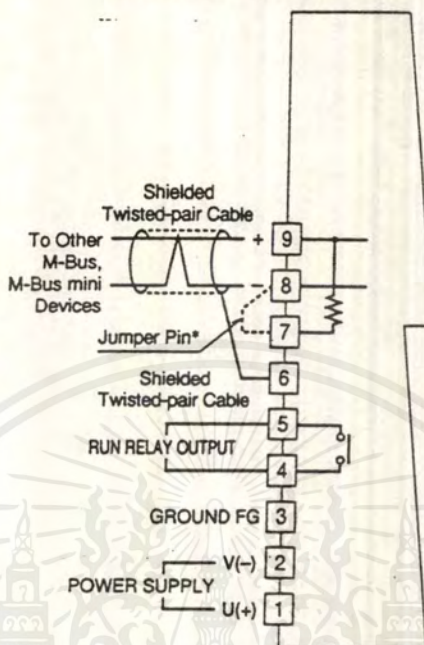 Shielded
Twisted-pair Cable
To Other
M-Bus,
M-Bus mini
Devices
+ 9
− 8
Jumper Pin*
7
6
Shielded
Twisted-pair Cable
5
RUN RELAY OUTPUT
4
GROUND FG 3
V(−) 2
POWER SUPPLY
U(+) 1